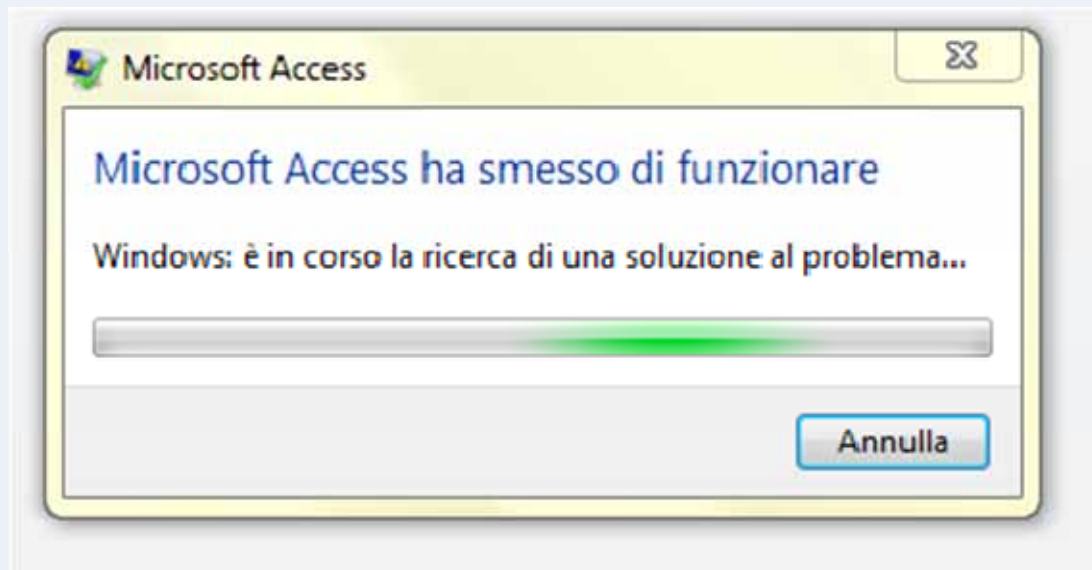 Microsoft Access
Microsoft Access ha smesso di funzionare
Windows: è in corso la ricerca di una soluzione al problema...
Annulla